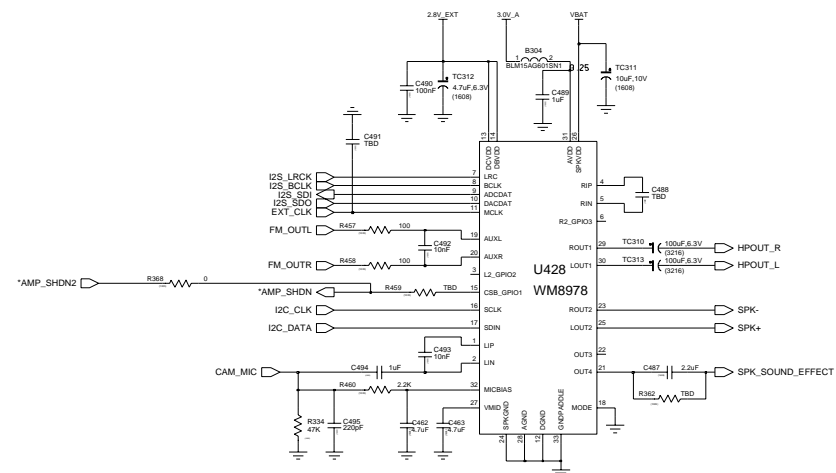 2.8V_EXT
3.0V_A
VBAT
B304
1 2
BLM15AG601SN1
0.25
C490
100nF
TC312
4.7uF,6.3V
(1608)
C489
1uF
TC311
10uF,10V
(1608)
C491
TBD
13 14 31 26
DCVDD
DBVDD
AVDD
SPKVDD
I2S_LRCK 7 LRC
I2S_BCLK 8 BCLK
I2S_SDI 9 ADCDAT
I2S_SDO 10 DACDAT
EXT_CLK 11 MCLK
RIP 4
RIN 5
C488
TBD
R2_GPIO3 6
FM_OUTL R457 100 19 AUXL
C492
10nF
FM_OUTR R458 100 20 AUXR
3 L2_GPIO2
ROUT1 29 TC310 100uF,6.3V HPOUT_R
(3216)
LOUT1 30 TC313 100uF,6.3V HPOUT_L
(3216)
U428
WM8978
*AMP_SHDN2 R368 0
*AMP_SHDN R459 TBD 15 CSB_GPIO1
I2C_CLK 16 SCLK
I2C_DATA 17 SDIN
ROUT2 23 SPK-
LOUT2 25 SPK+
1 LIP
C493
10nF
2 LIN
OUT3 22
OUT4 21 C487 2.2uF SPK_SOUND_EFFECT
R362 TBD
CAM_MIC C494 1uF
R460 2.2K 32 MICBIAS
27 VMID
MODE 18
R334
47K
C495
220pF
C462
4.7uF
C463
4.7uF
SPKGND
AGND
DGND
GNDPADDLE
24 28 12 33